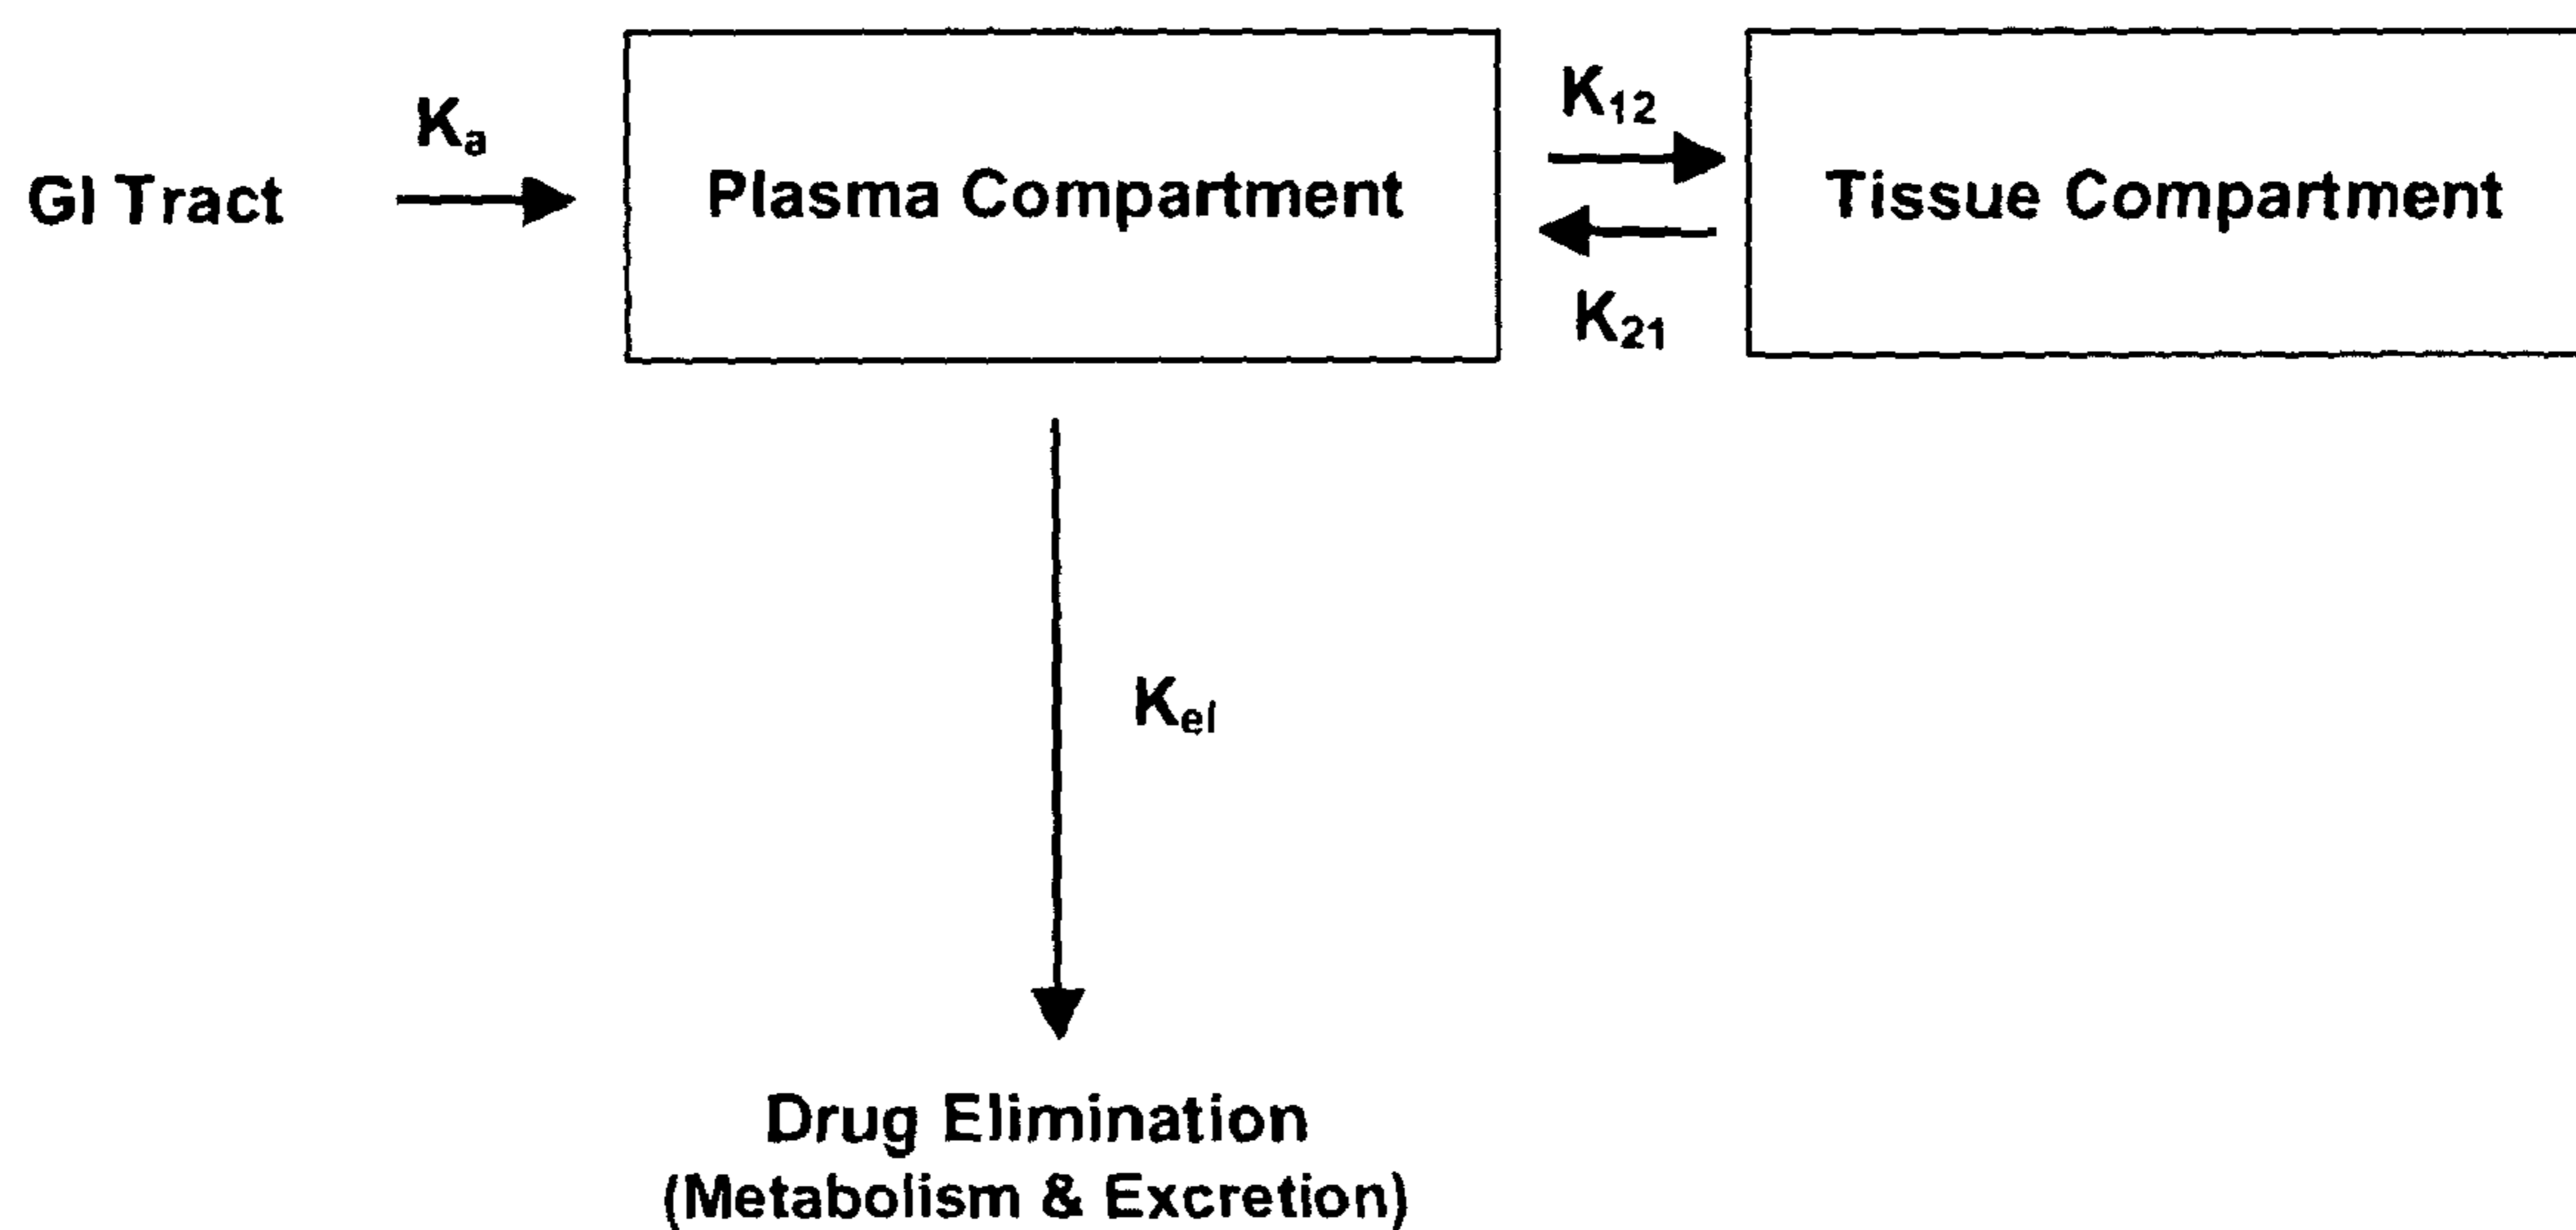 GI Tract
Kₐ
Plasma Compartment
K₁₂
K₂₁
Tissue Compartment
Kₑₗ
Drug Elimination
(Metabolism & Excretion)